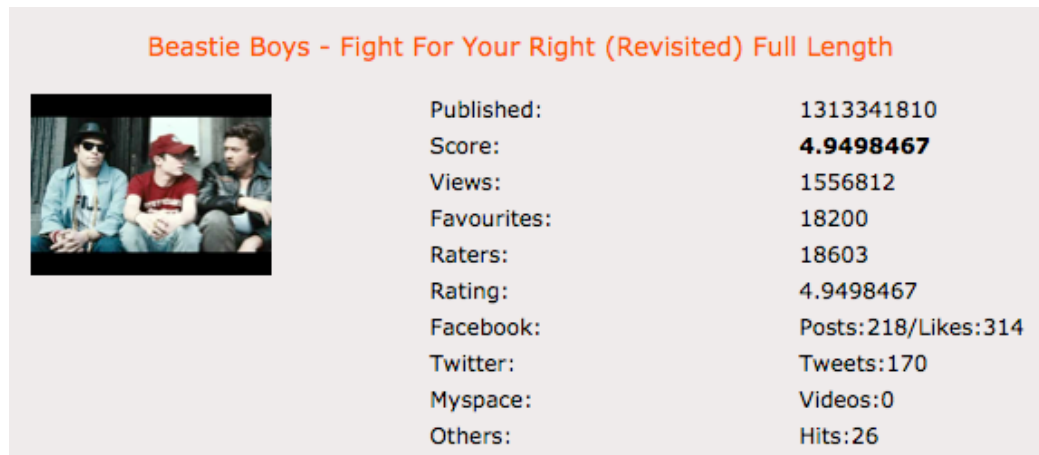 Beastie Boys - Fight For Your Right (Revisited) Full Length
Published: 1313341810
Score: 4.9498467
Views: 1556812
Favourites: 18200
Raters: 18603
Rating: 4.9498467
Facebook: Posts:218/Likes:314
Twitter: Tweets:170
Myspace: Videos:0
Others: Hits:26